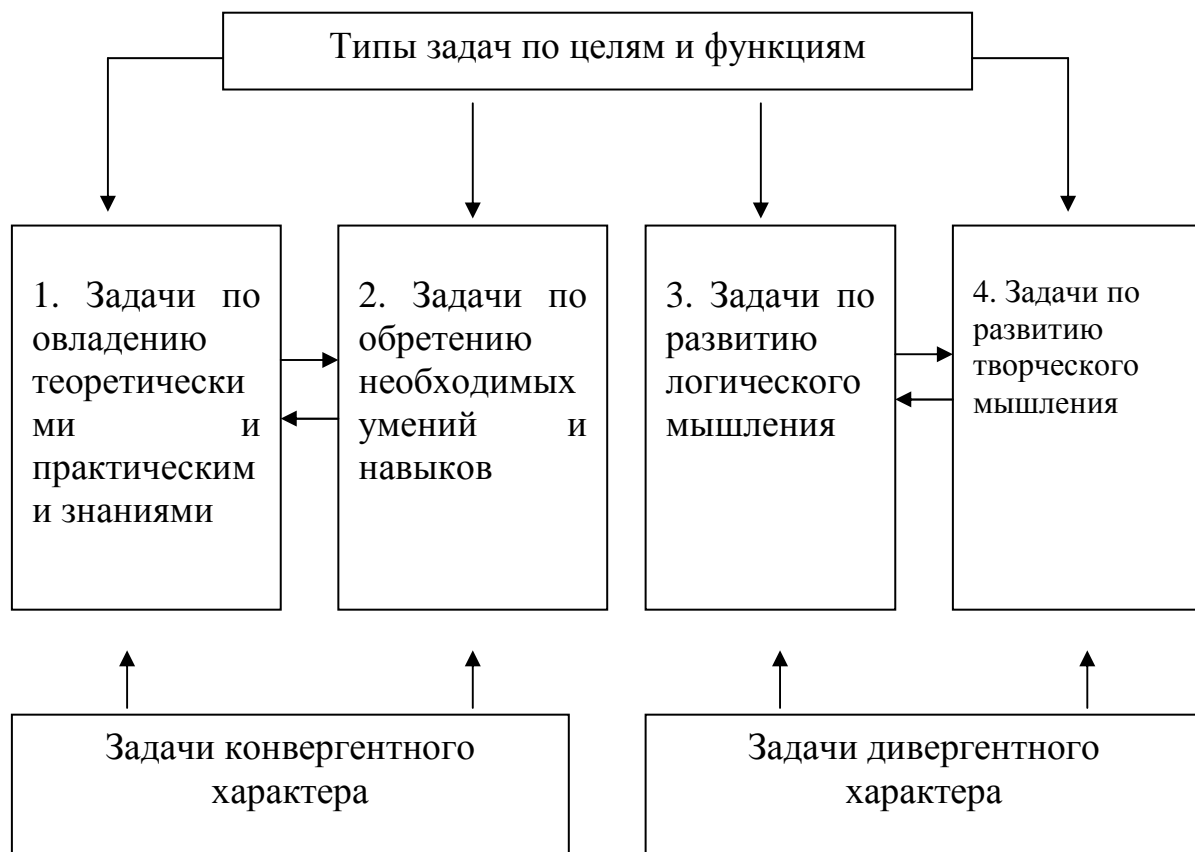 Типы задач по целям и функциям
1. Задачи по
овладению
теоретически
ми и
практическим
и знаниями
2. Задачи по
обретению
необходимых
умений и
навыков
3. Задачи по
развитию
логического
мышления
4. Задачи по
развитию
творческого
мышления
Задачи конвергентного
характера
Задачи дивергентного
характера